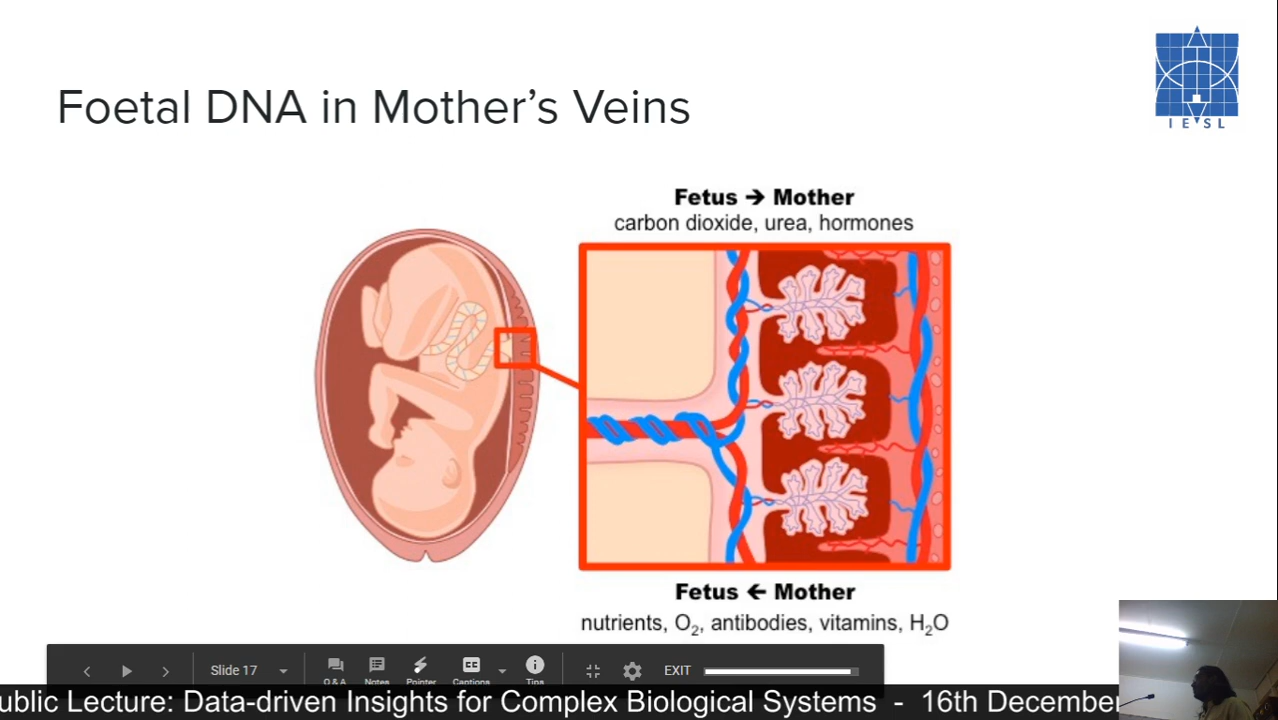 Foetal DNA in Mother's Veins
IESL
Fetus → Mother
carbon dioxide, urea, hormones
Fetus ← Mother
nutrients, O₂, antibodies, vitamins, H₂O
Slide 17
EXIT
Q & A Notes Pointer Captions Tips
ublic Lecture: Data-driven Insights for Complex Biological Systems - 16th December